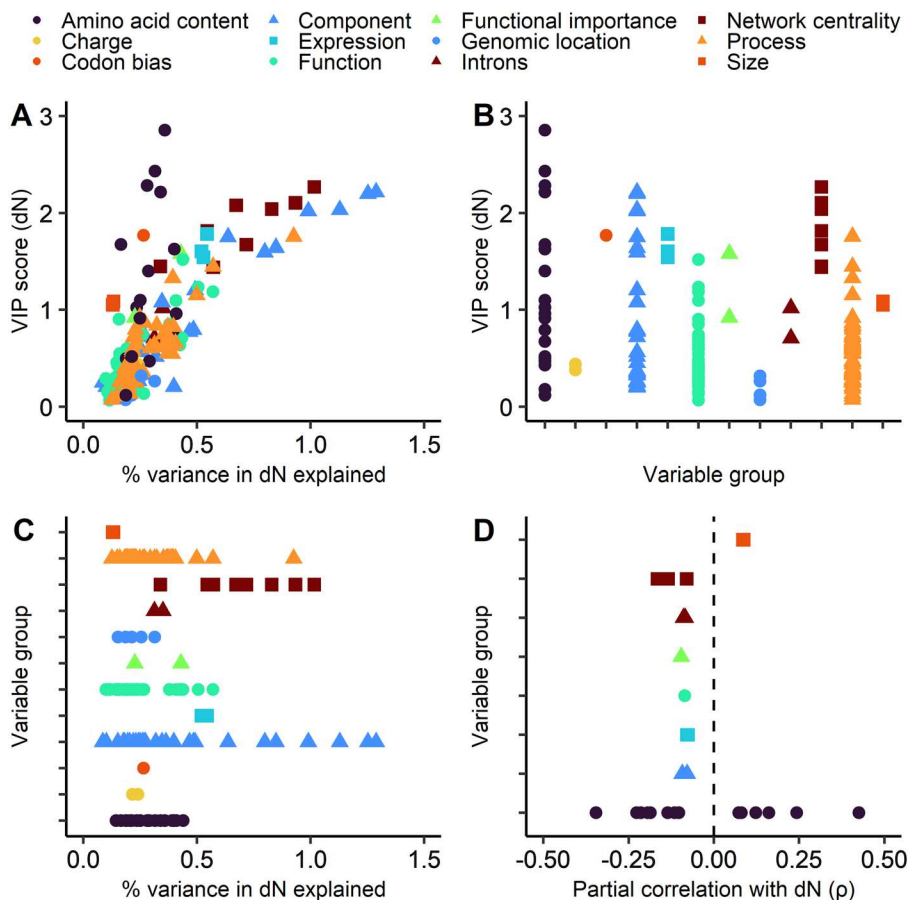 Amino acid content Component Functional importance Network centrality
Charge Expression Genomic location Process
Codon bias Function Introns Size
A
3
2
1
0
VIP score (dN)
0.0 0.5 1.0 1.5
% variance in dN explained
B
3
2
1
0
VIP score (dN)
Variable group
C
Variable group
0.0 0.5 1.0 1.5
% variance in dN explained
D
Variable group
-0.50 -0.25 0.00 0.25 0.50
Partial correlation with dN (ρ)